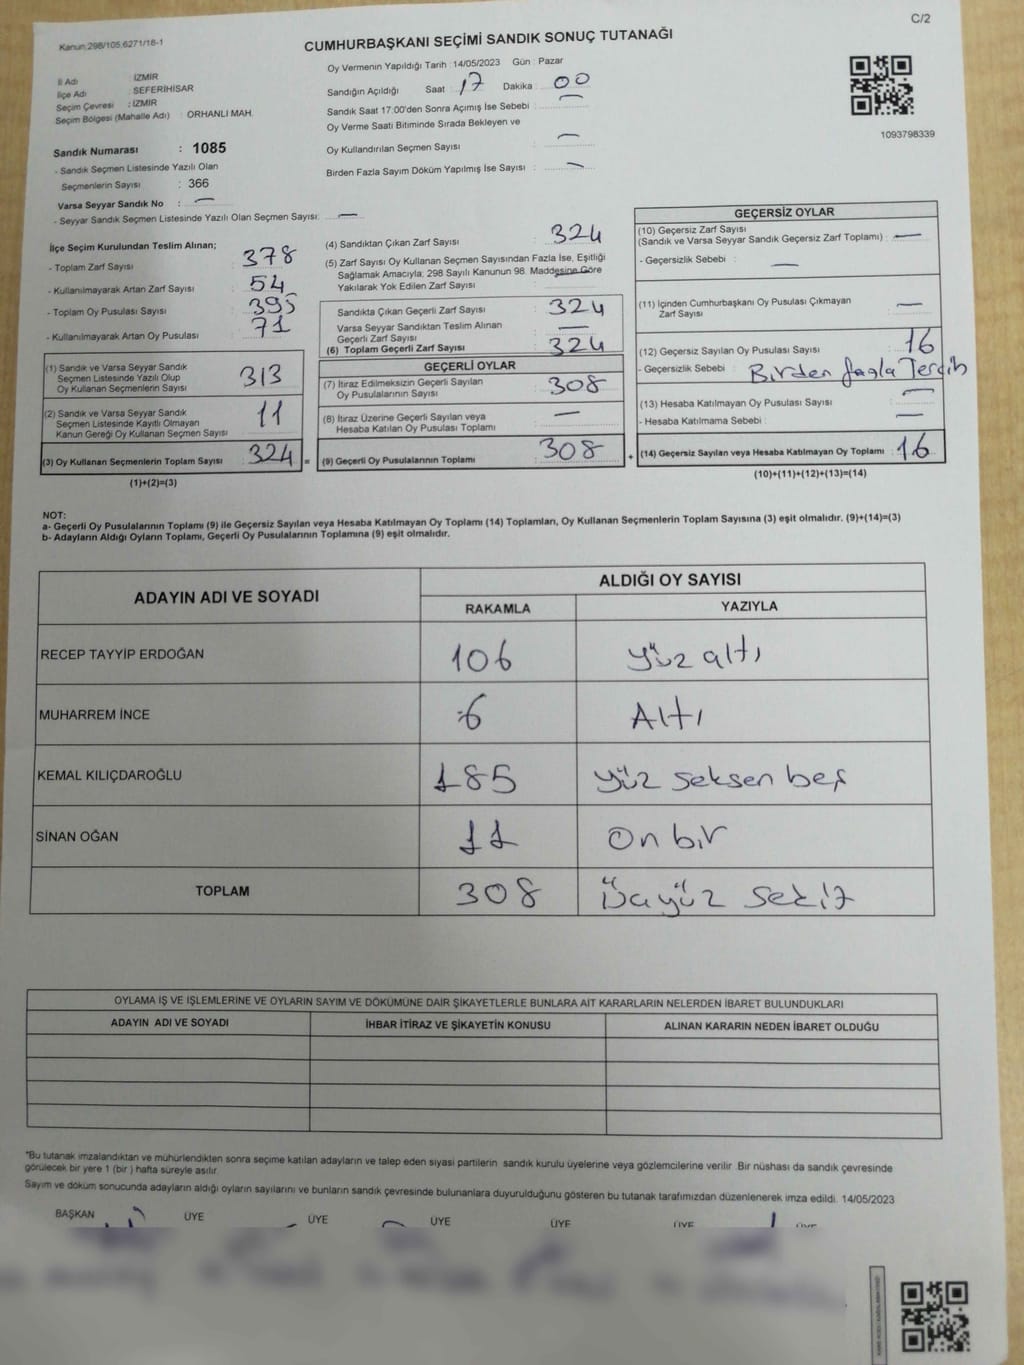 C/2
Kanun:298/105,6271/18-1
CUMHURBAŞKANI SEÇİMİ SANDIK SONUÇ TUTANAĞI
İl Adı : İZMİR
İlçe Adı : SEFERİHİSAR
Seçim Çevresi : İZMİR
Seçim Bölgesi (Mahalle Adı) : ORHANLI MAH.
Sandık Numarası : 1085
- Sandık Seçmen Listesinde Yazılı Olan
Seçmenlerin Sayısı : 366
Varsa Seyyar Sandık No : —
- Seyyar Sandık Listesinde Yazılı Olan Seçmen Sayısı: —
Oy Vermenin Yapıldığı Tarih : 14/05/2023 Gün : Pazar
Sandığın Açıldığı Saat 17 Dakika 00
Sandık Saat 17:00'den Sonra Açımış İse Sebebi : —
Oy Verme Saati Bitiminde Sırada Bekleyen ve
Oy Kullandırılan Seçmen Sayısı : —
Birden Fazla Sayım Döküm Yapılmış İse Sayısı : —
1093798339
İlçe Seçim Kurulundan Teslim Alınan;
- Toplam Zarf Sayısı : 378
- Kullanılmayarak Artan Zarf Sayısı : 54
- Toplam Oy Pusulası Sayısı : 395
- Kullanılmayarak Artan Oy Pusulası : 71
(1) Sandık ve Varsa Seyyar Sandık
Seçmen Listesinde Yazılı Olup
Oy Kullanan Seçmenlerin Sayısı : 313
(2) Sandık ve Varsa Seyyar Sandık
Seçmen Listesinde Kayıtlı Olmayan
Kanun Gereği Oy Kullanan Seçmen Sayısı : 11
(3) Oy Kullanan Seçmenlerin Toplam Sayısı : 324 =
(1)+(2)=(3)
(4) Sandıktan Çıkan Zarf Sayısı : 324
(5) Zarf Sayısı Oy Kullanan Seçmen Sayısından Fazla İse, Eşitliği
Sağlamak Amacıyla; 298 Sayılı Kanunun 98. Maddesine Göre
Yakılarak Yok Edilen Zarf Sayısı :
Sandıkta Çıkan Geçerli Zarf Sayısı : 324
Varsa Seyyar Sandıktan Teslim Alınan
Geçerli Zarf Sayısı : —
(6) Toplam Geçerli Zarf Sayısı : 324
GEÇERLİ OYLAR
(7) İtiraz Edilmeksizin Geçerli Sayılan
Oy Pusulalarının Sayısı : 308
(8) İtiraz Üzerine Geçerli Sayılan veya
Hesaba Katılan Oy Pusulası Toplamı : —
(9) Geçerli Oy Pusulalarının Toplamı : 308 +
GEÇERSİZ OYLAR
(10) Geçersiz Zarf Sayısı
(Sandık ve Varsa Seyyar Sandık Geçersiz Zarf Toplamı) : —
- Geçersizlik Sebebi : —
(11) İçinden Cumhurbaşkanı Oy Pusulası Çıkmayan
Zarf Sayısı : —
(12) Geçersiz Sayılan Oy Pusulası Sayısı : 16
- Geçersizlik Sebebi : Birden fazla Tercih
(13) Hesaba Katılmayan Oy Pusulası Sayısı : —
- Hesaba Katılmama Sebebi : —
(14) Geçersiz Sayılan veya Hesaba Katılmayan Oy Toplamı : 16
(10)+(11)+(12)+(13)=(14)
NOT:
a- Geçerli Oy Pusulalarının Toplamı (9) ile Geçersiz Sayılan veya Hesaba Katılmayan Oy Toplamı (14) Toplamları, Oy Kullanan Seçmenlerin Toplam Sayısına (3) eşit olmalıdır. (9)+(14)=(3)
b- Adayların Aldığı Oyların Toplamı, Geçerli Oy Pusulalarının Toplamına (9) eşit olmalıdır.
ADAYIN ADI VE SOYADI ALDIĞI OY SAYISI
RAKAMLA YAZIYLA
RECEP TAYYİP ERDOĞAN 106 yüz altı
MUHARREM İNCE 6 Altı
KEMAL KILIÇDAROĞLU 185 yüz seksen beş
SİNAN OĞAN 11 On bir
TOPLAM 308 Üçyüz sekiz
OYLAMA İŞ VE İŞLEMLERİNE VE OYLARIN SAYIM VE DÖKÜMÜNE DAİR ŞİKAYETLERLE BUNLARA AİT KARARLARIN NELERDEN İBARET BULUNDUKLARI
ADAYIN ADI VE SOYADI İHBAR İTİRAZ VE ŞİKAYETİN KONUSU ALINAN KARARIN NEDEN İBARET OLDUĞU
*Bu tutanak imzalandıktan ve mühürlendikten sonra seçime katılan adayların ve talep eden siyasi partilerin sandık kurulu üyelerine veya gözlemcilerine verilir. Bir nüshası da sandık çevresinde
görülecek bir yere 1 (bir) hafta süreyle asılır.
Sayım ve döküm sonucunda adayların aldığı oyların sayılarını ve bunların sandık çevresinde bulunanlara duyurulduğunu gösteren bu tutanak tarafımızdan düzenlenerek imza edildi. 14/05/2023
BAŞKAN ÜYE ÜYE ÜYE ÜYE ÜYE ÜYE